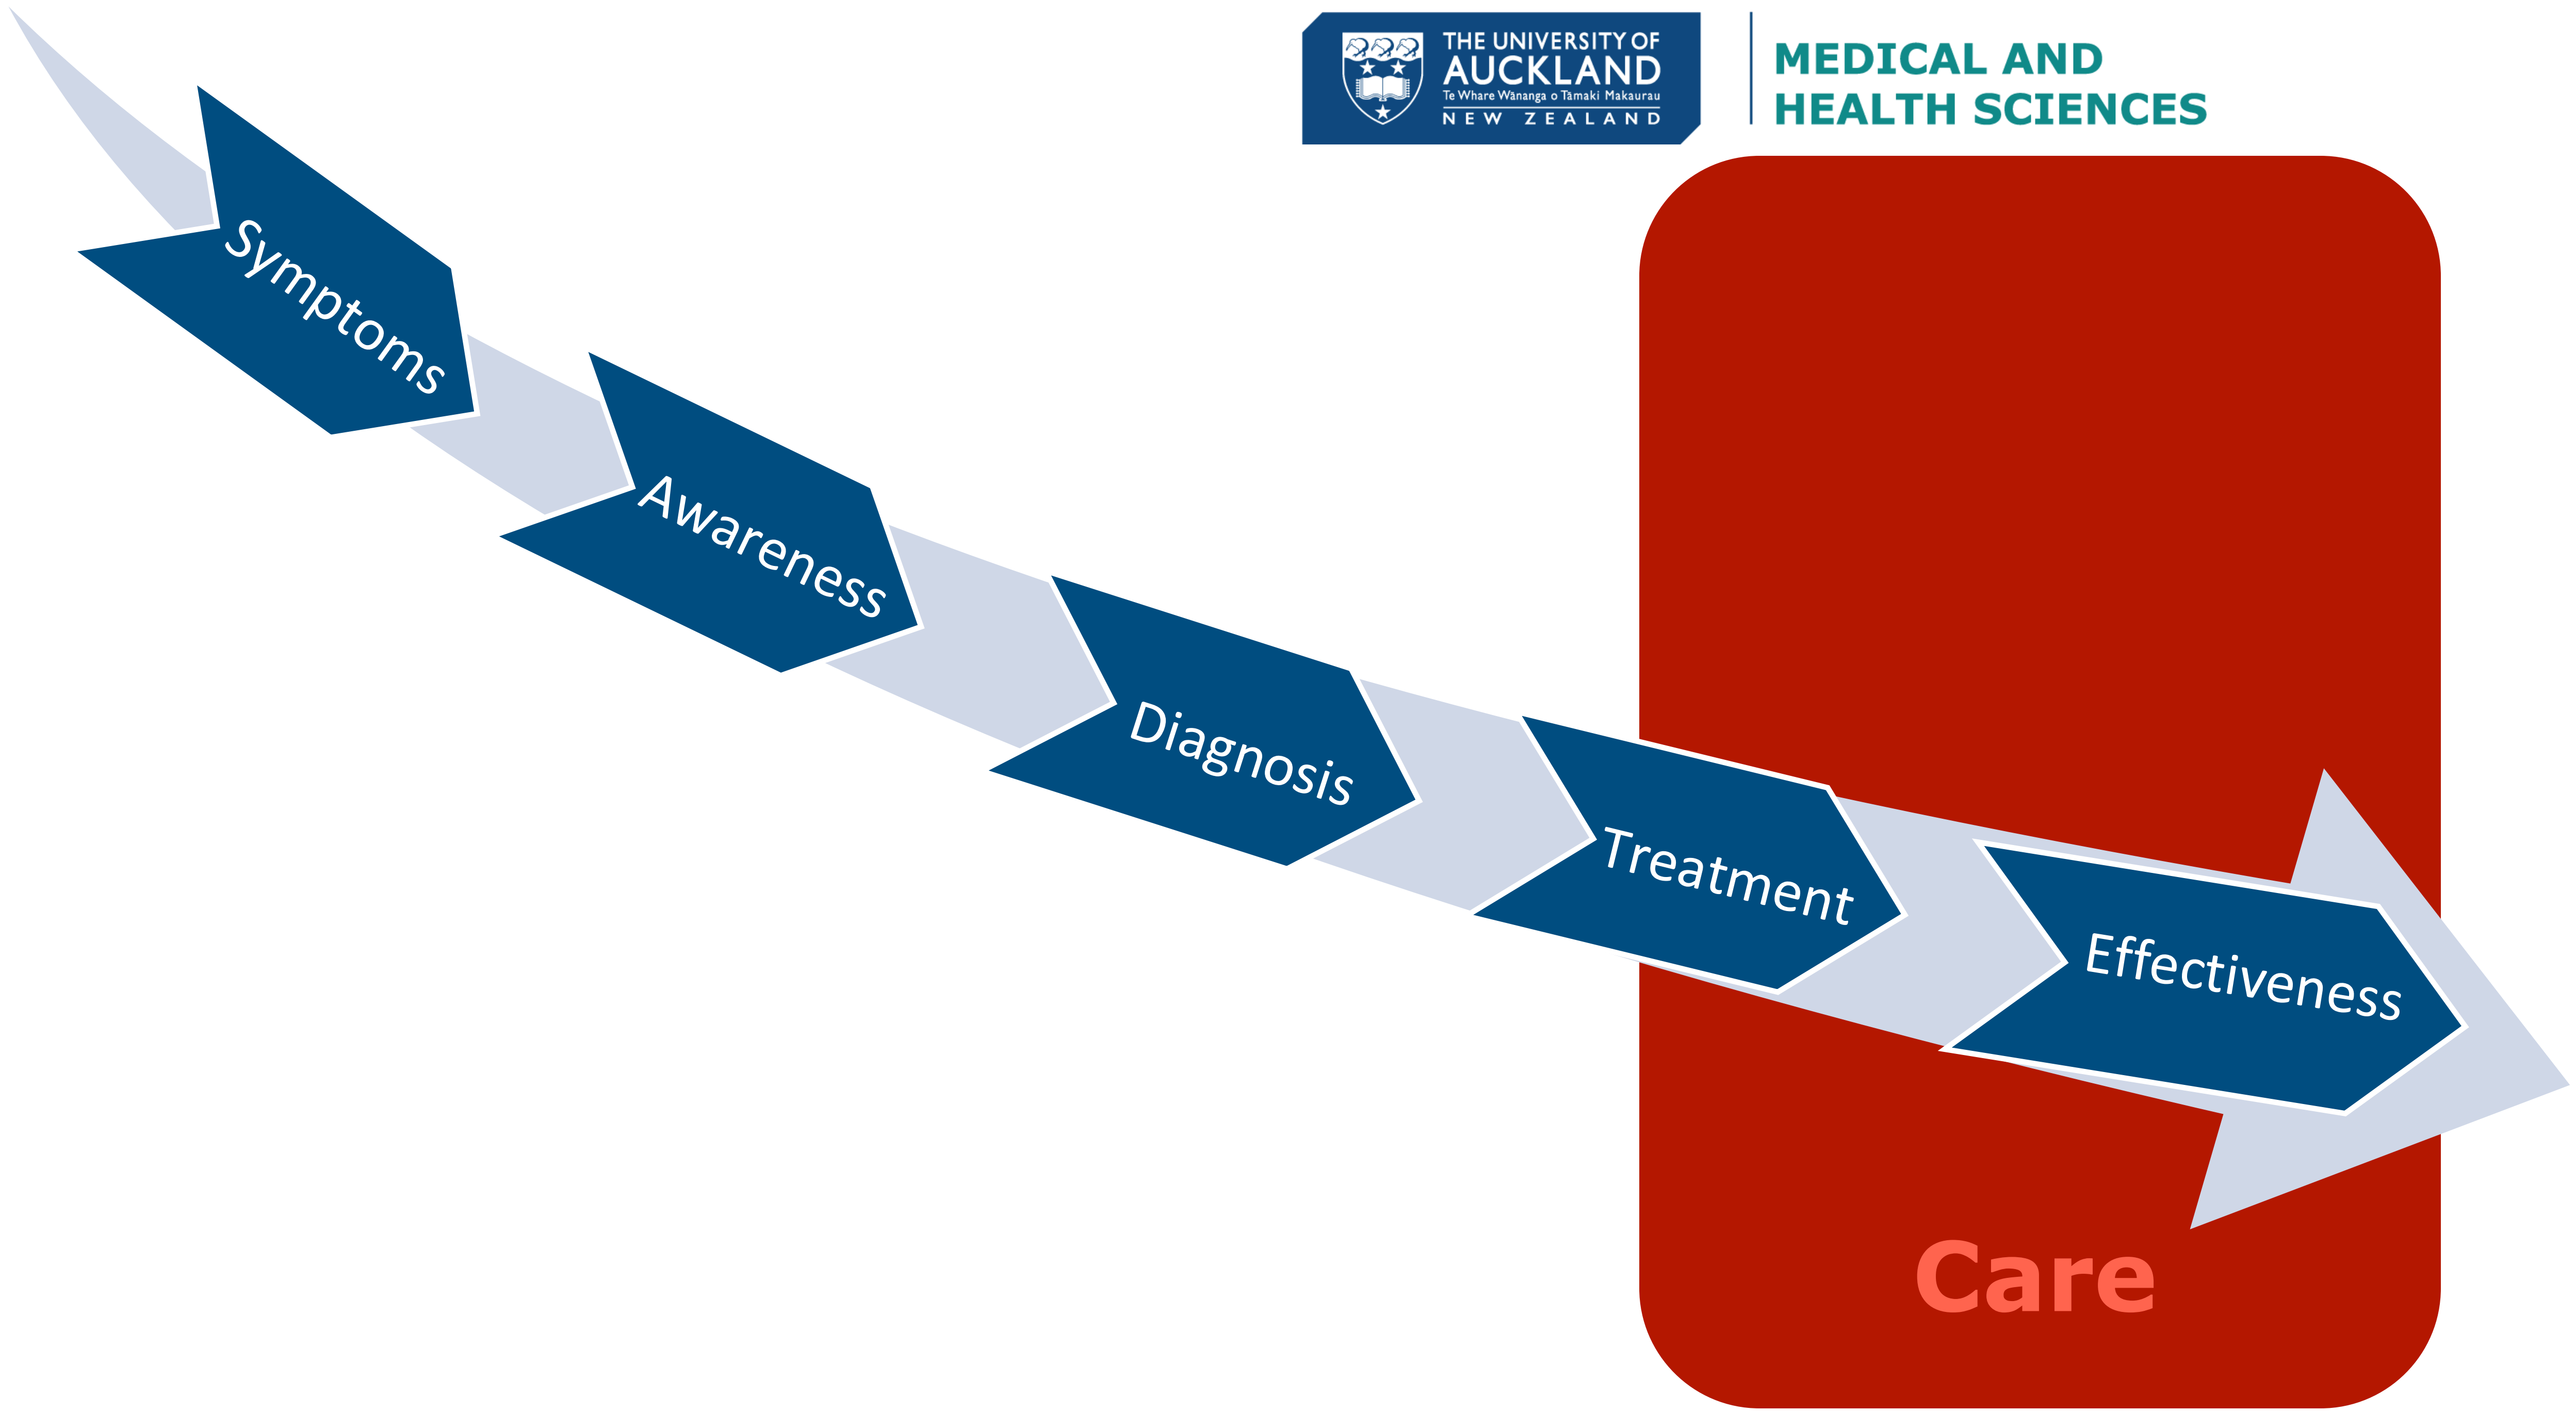 THE UNIVERSITY OF
AUCKLAND
Te Whare Wānanga o Tāmaki Makaurau
NEW ZEALAND
MEDICAL AND
HEALTH SCIENCES
Symptoms
Awareness
Diagnosis
Treatment
Effectiveness
Care